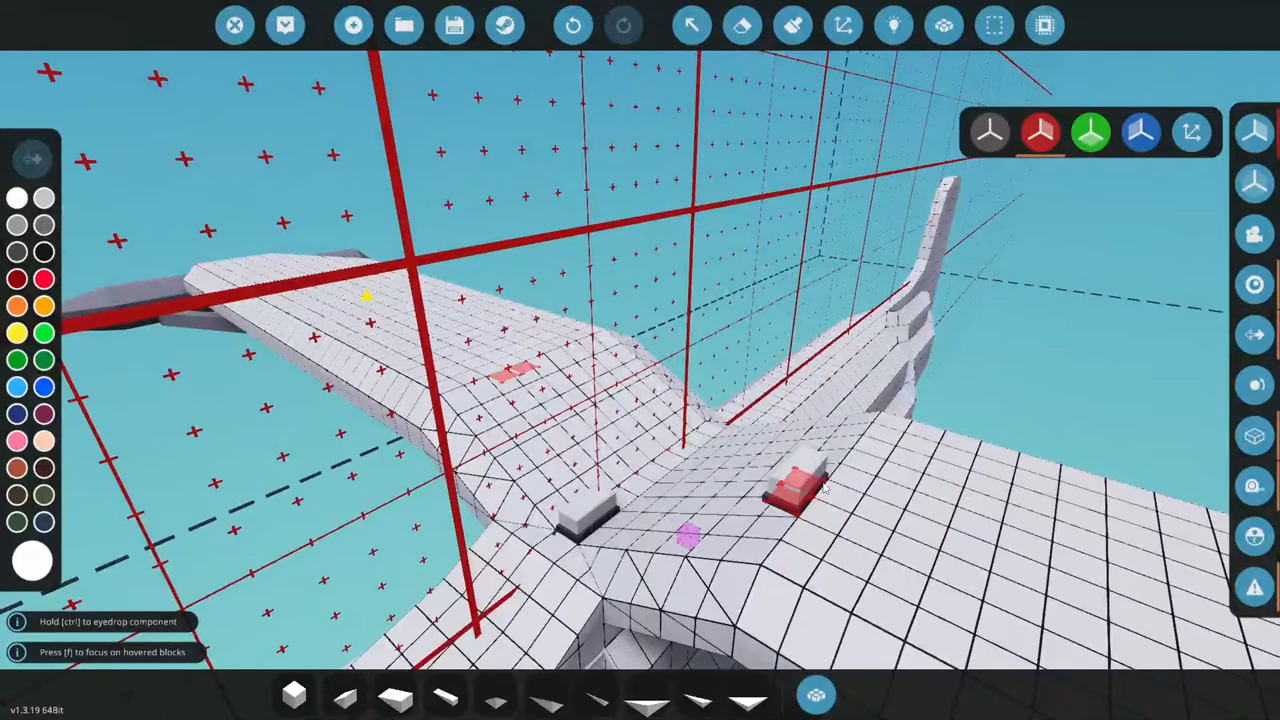 Hold [ctrl] to eyedrop component
Press [f] to focus on hovered blocks
v1.3.19 64Bit